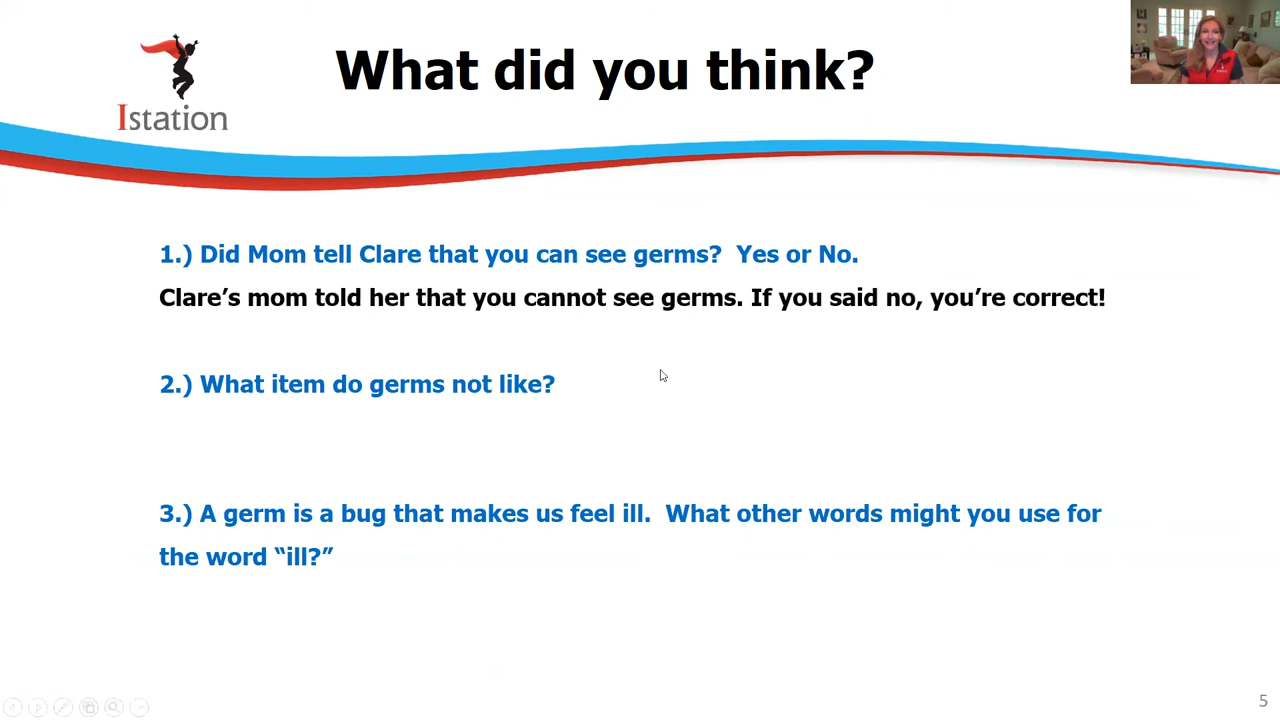 What did you think?
Istation
1.) Did Mom tell Clare that you can see germs?  Yes or No.
Clare’s mom told her that you cannot see germs. If you said no, you’re correct!
2.) What item do germs not like?
3.) A germ is a bug that makes us feel ill.  What other words might you use for
the word “ill?”
5